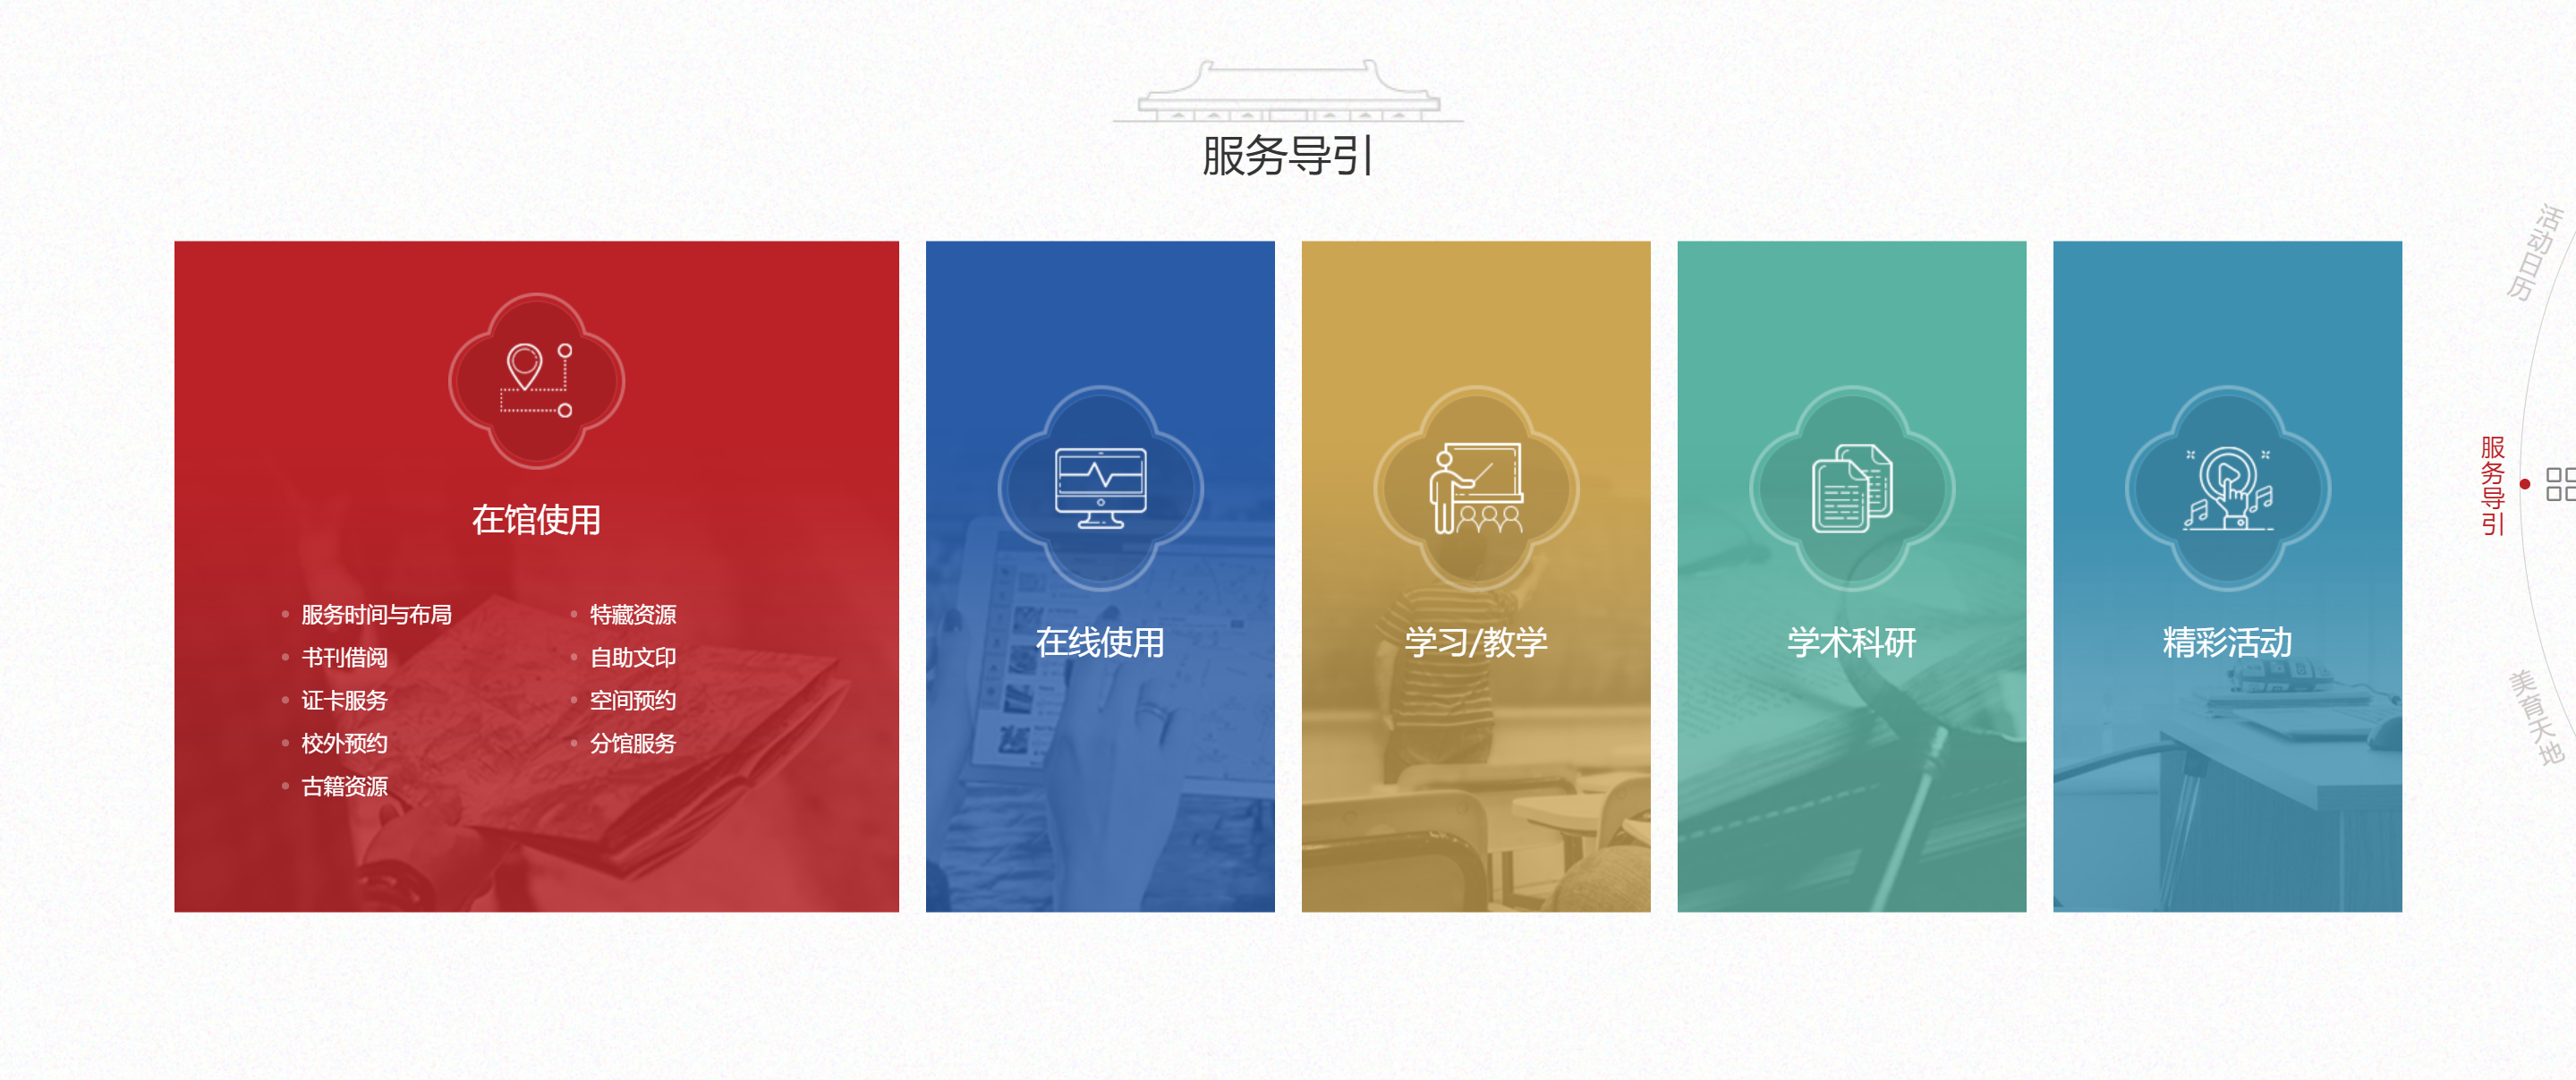 服务导引
在馆使用
服务时间与布局
书刊借阅
证卡服务
校外预约
古籍资源
特藏资源
自助文印
空间预约
分馆服务
在线使用
学习/教学
学术科研
精彩活动
活动日历
服务导引
美育天地